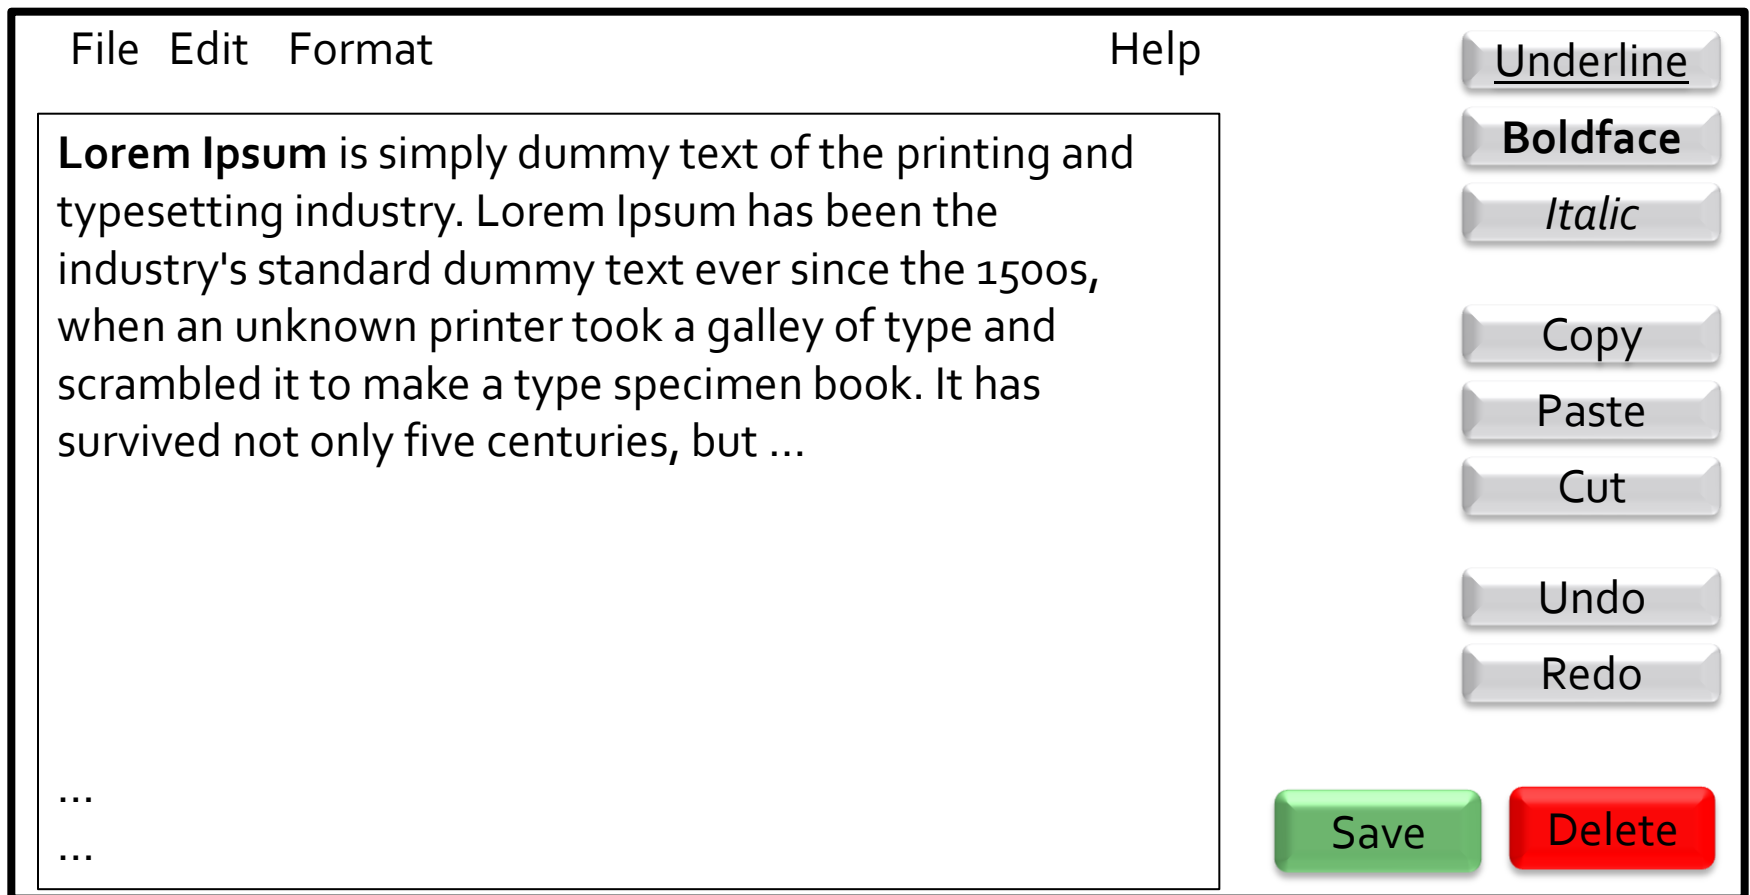 File Edit Format Help
Lorem Ipsum is simply dummy text of the printing and
typesetting industry. Lorem Ipsum has been the
industry's standard dummy text ever since the 1500s,
when an unknown printer took a galley of type and
scrambled it to make a type specimen book. It has
survived not only five centuries, but ...
...
...
Underline
Boldface
Italic
Copy
Paste
Cut
Undo
Redo
Save
Delete